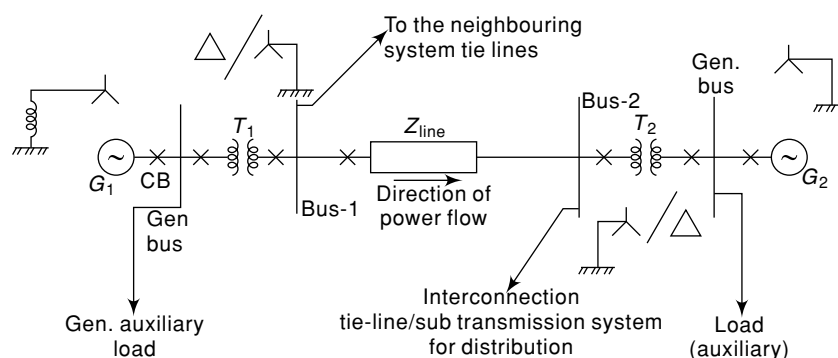 To the neighbouring
system tie lines
Gen.
bus
Bus-2
T1
Zline
T2
G1
CB
G2
Gen
bus
Bus-1
Direction of
power flow
Gen. auxiliary
load
Interconnection
tie-line/sub transmission system
for distribution
Load
(auxiliary)